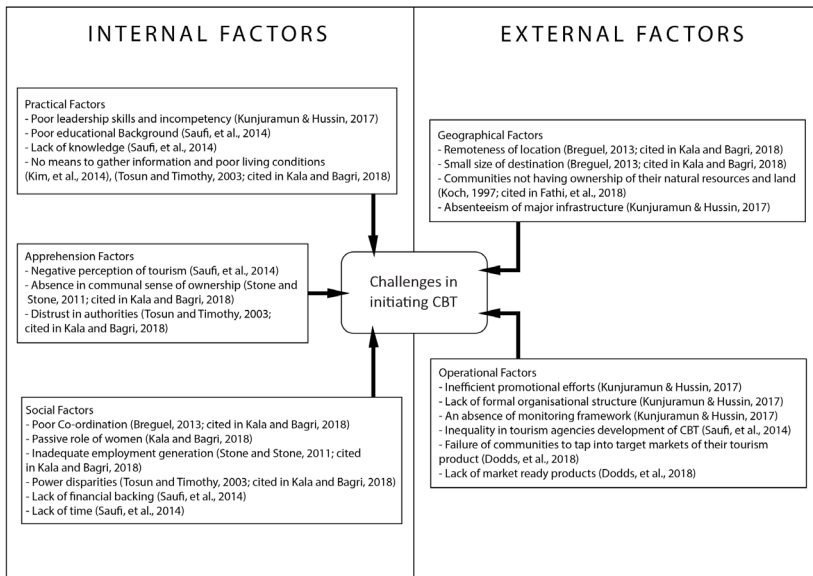 INTERNAL FACTORS
Practical Factors
- Poor leadership skills and incompetency (Kunjuramun & Hussin, 2017)
- Poor educational Background (Saufi, et al., 2014)
- Lack of knowledge (Saufi, et al., 2014)
- No means to gather information and poor living conditions
(Kim, et al., 2014), (Tosun and Timothy, 2003; cited in Kala and Bagri, 2018)
Apprehension Factors
- Negative perception of tourism (Saufi, et al., 2014)
- Absence in communal sense of ownership (Stone and
Stone, 2011; cited in Kala and Bagri, 2018)
- Distrust in authorities (Tosun and Timothy, 2003;
cited in Kala and Bagri, 2018)
Social Factors
- Poor Co-ordination (Breguel, 2013; cited in Kala and Bagri, 2018)
- Passive role of women (Kala and Bagri, 2018)
- Inadequate employment generation (Stone and Stone, 2011; cited
in Kala and Bagri, 2018)
- Power disparities (Tosun and Timothy, 2003; cited in Kala and Bagri, 2018)
- Lack of financial backing (Saufi, et al., 2014)
- Lack of time (Saufi, et al., 2014)
Challenges in
initiating CBT
EXTERNAL FACTORS
Geographical Factors
- Remoteness of location (Breguel, 2013; cited in Kala and Bagri, 2018)
- Small size of destination (Breguel, 2013; cited in Kala and Bagri, 2018)
- Communities not having ownership of their natural resources and land
(Koch, 1997; cited in Fathi, et al., 2018)
- Absenteeism of major infrastructure (Kunjuramun & Hussin, 2017)
Operational Factors
- Inefficient promotional efforts (Kunjuramun & Hussin, 2017)
- Lack of formal organisational structure (Kunjuramun & Hussin, 2017)
- An absence of monitoring framework (Kunjuramun & Hussin, 2017)
- Inequality in tourism agencies development of CBT (Saufi, et al., 2014)
- Failure of communities to tap into target markets of their tourism
product (Dodds, et al., 2018)
- Lack of market ready products (Dodds, et al., 2018)